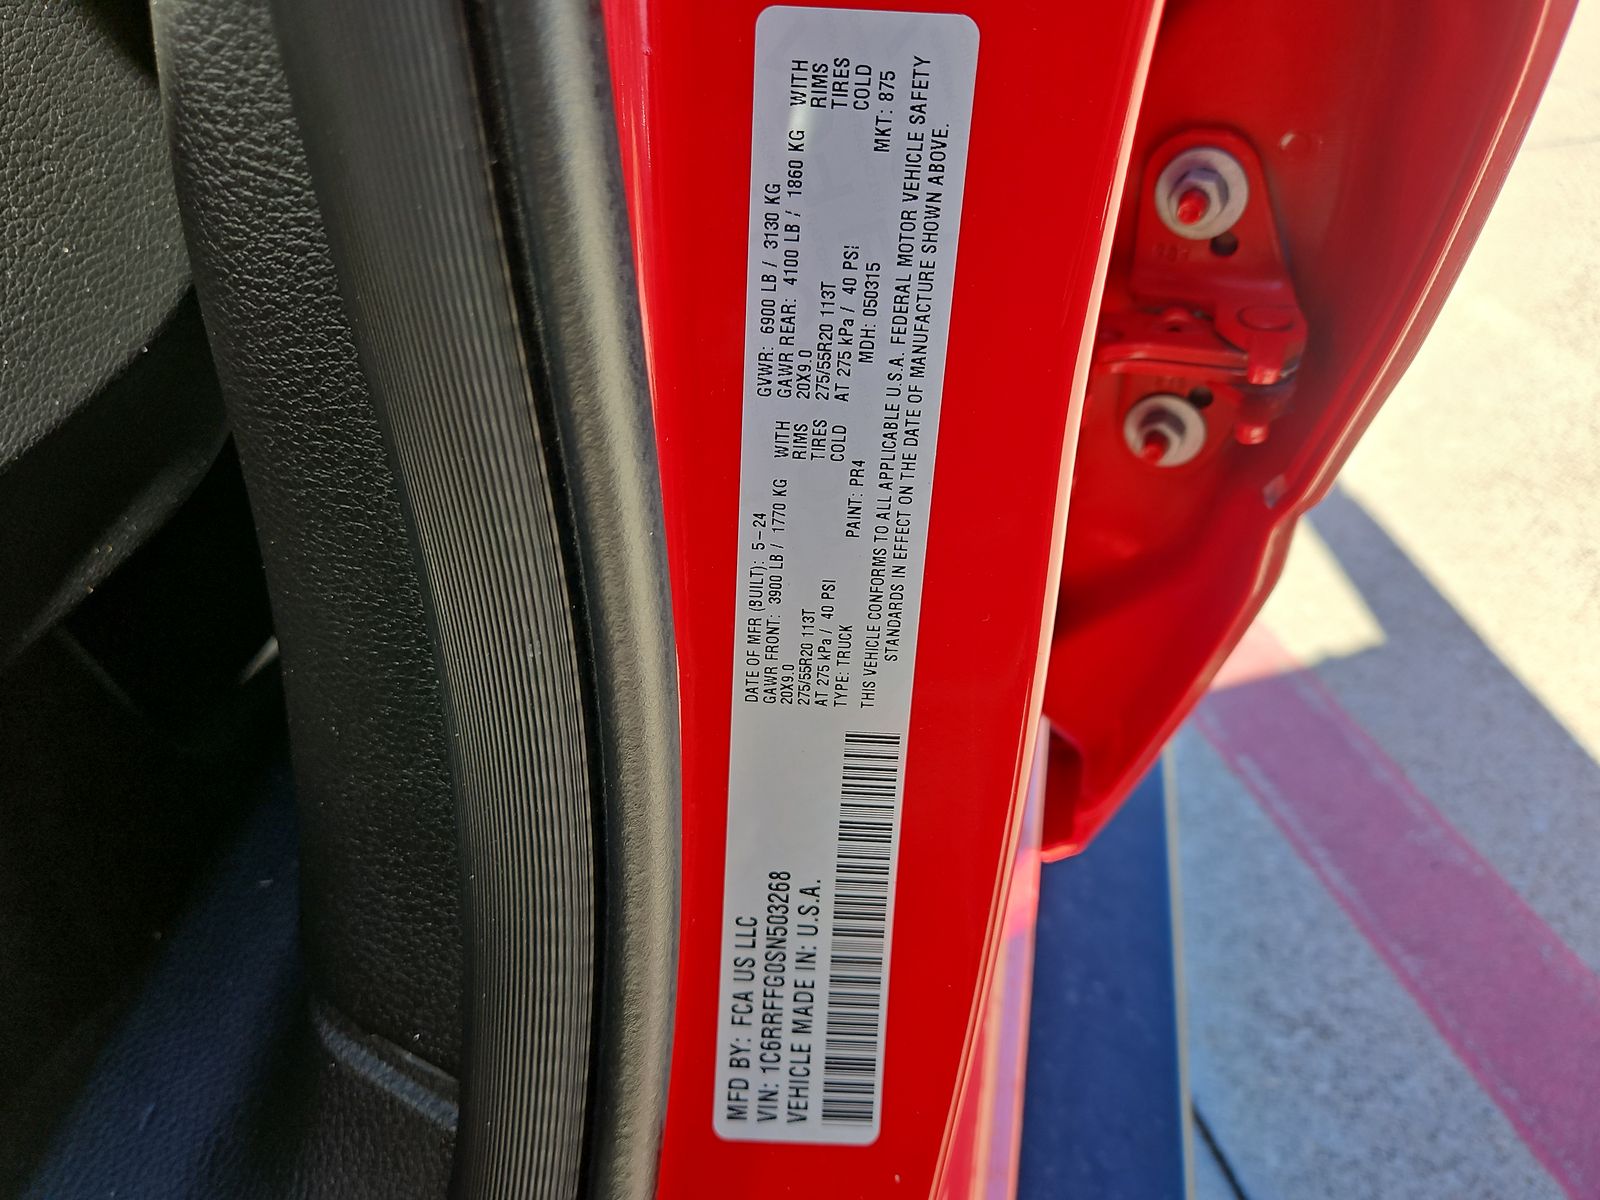 MFD BY: FCA US LLC
VIN: 1C6RRFFG0SN503268
VEHICLE MADE IN: U.S.A.
DATE OF MFR (BUILT): 5-24 GVWR: 6900 LB / 3130 KG
GAWR FRONT: 3900 LB / 1770 KG WITH GAWR REAR: 4100 LB / 1860 KG WITH
20X9.0 RIMS 20X9.0 RIMS
275/55R20 113T TIRES 275/55R20 113T TIRES
AT 275 kPa / 40 PSI COLD AT 275 kPa / 40 PSI COLD
TYPE: TRUCK PAINT: PR4 MDH: 050315 MKT: 875
THIS VEHICLE CONFORMS TO ALL APPLICABLE U.S.A. FEDERAL MOTOR VEHICLE SAFETY
STANDARDS IN EFFECT ON THE DATE OF MANUFACTURE SHOWN ABOVE.